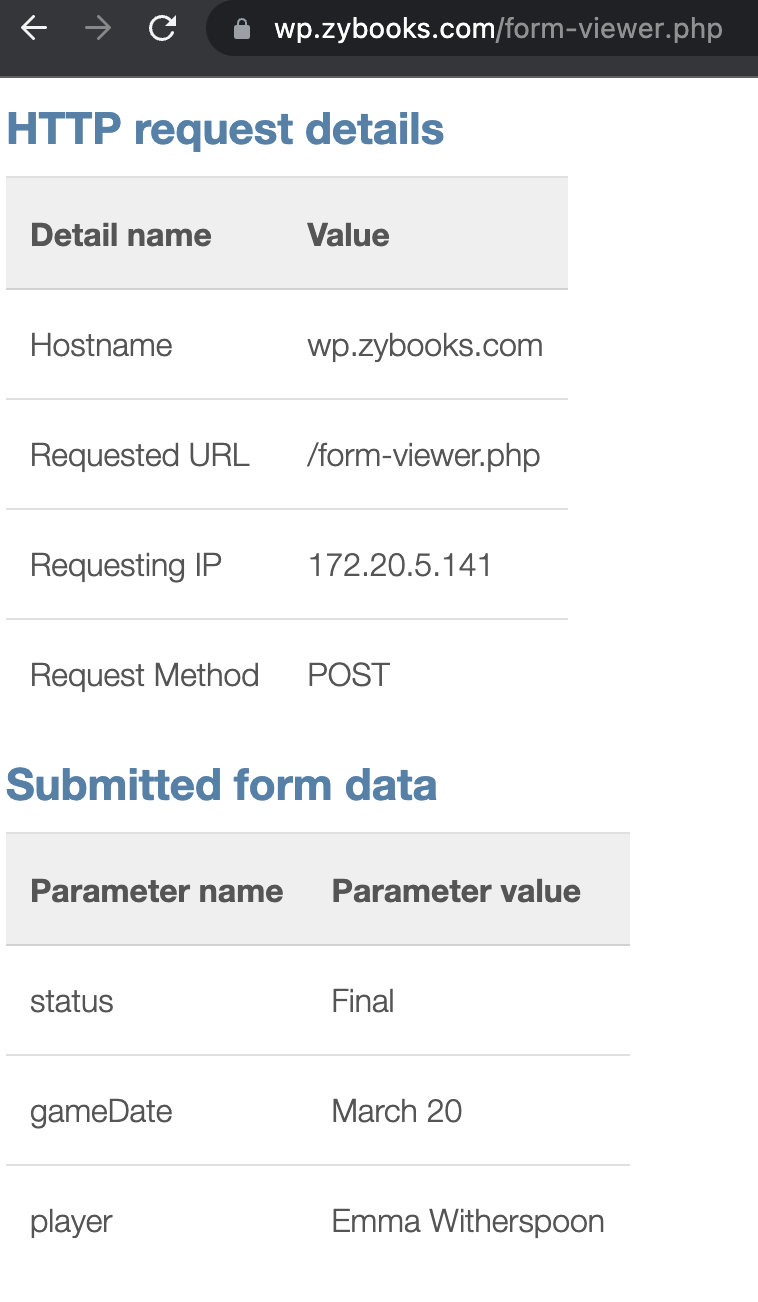 wp.zybooks.com/form-viewer.php
HTTP request details
Detail name Value
Hostname wp.zybooks.com
Requested URL /form-viewer.php
Requesting IP 172.20.5.141
Request Method POST
Submitted form data
Parameter name Parameter value
status Final
gameDate March 20
player Emma Witherspoon